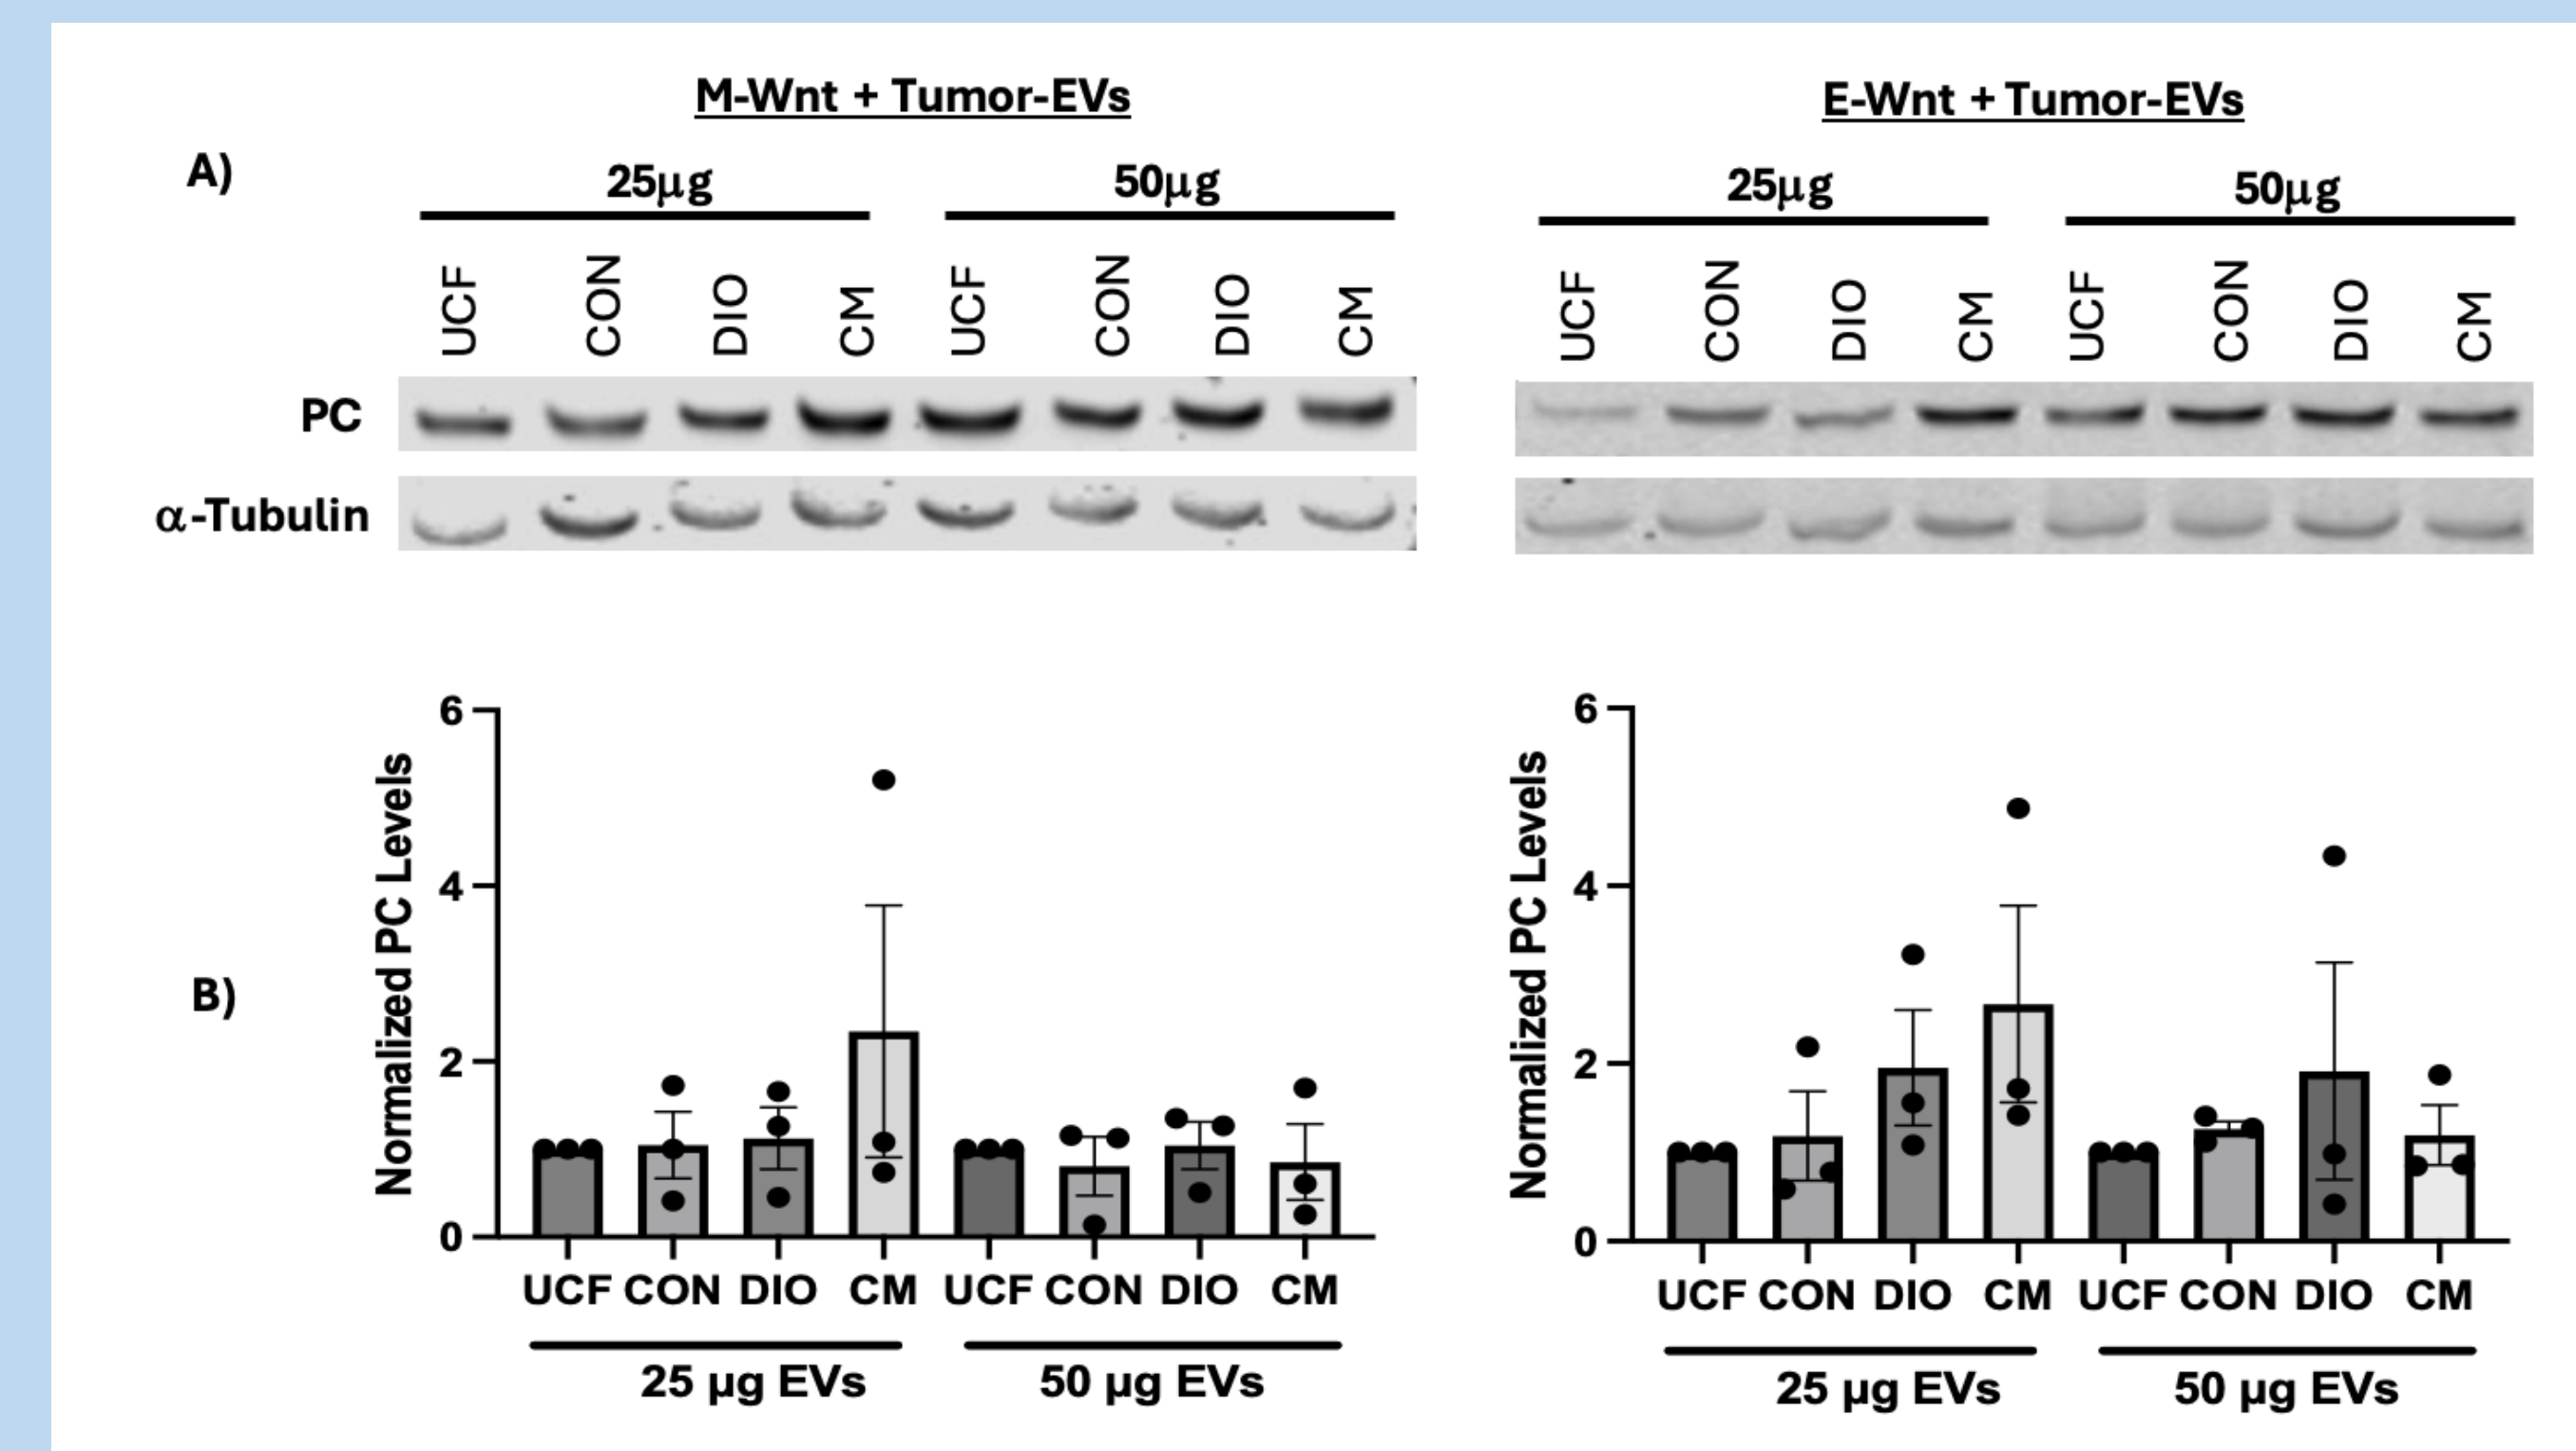 M-Wnt + Tumor-EVs
E-Wnt + Tumor-EVs
A)
25µg
50µg
25µg
50µg
UCF
CON
DIO
CM
UCF
CON
DIO
CM
UCF
CON
DIO
CM
UCF
CON
DIO
CM
PC
α-Tubulin
B)
Normalized PC Levels
6
4
2
0
UCF CON DIO CM UCF CON DIO CM
25 µg EVs
50 µg EVs
Normalized PC Levels
6
4
2
0
UCF CON DIO CM UCF CON DIO CM
25 µg EVs
50 µg EVs